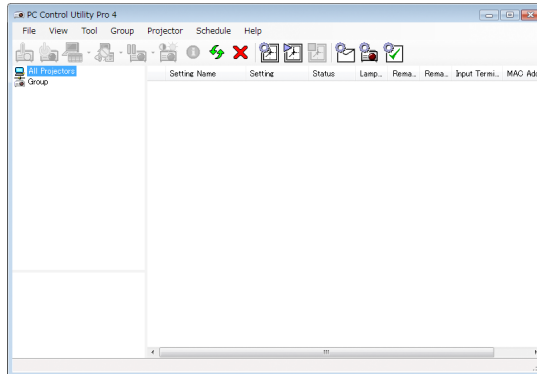 PC Control Utility Pro 4
File View Tool Group Projector Schedule Help
Setting Name Setting Status Lamp... Rema... Rema... Input Termi... MAC Add
All Projectors
Group